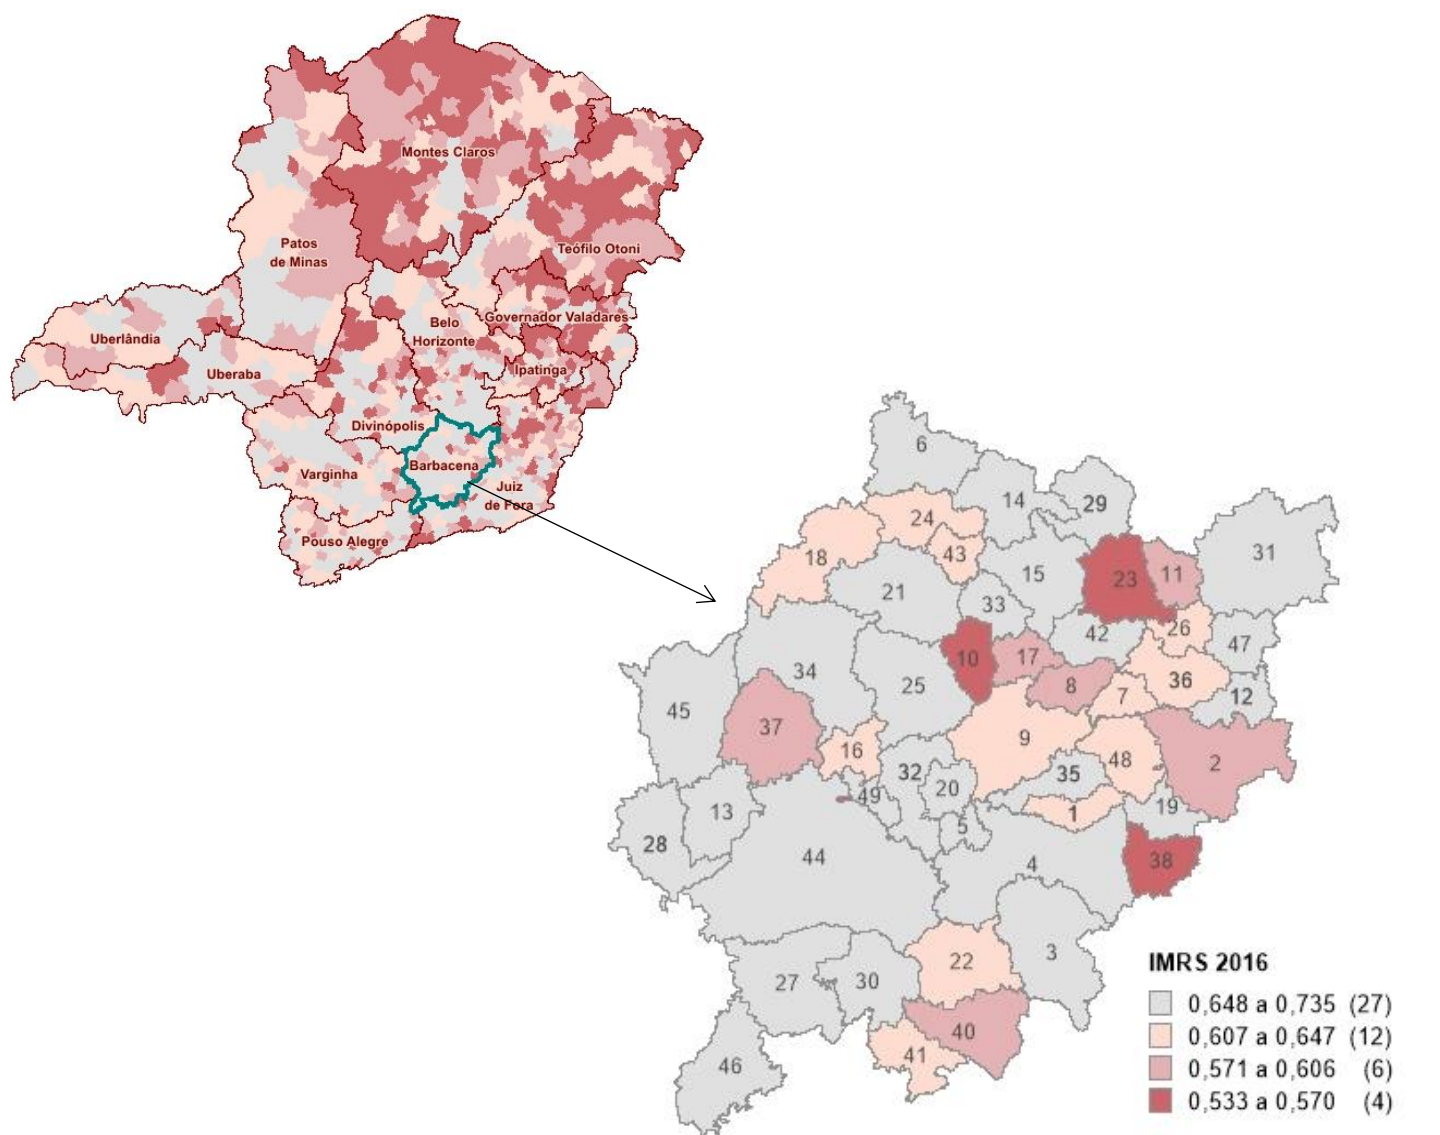 Montes Claros
Patos
de Minas
Teófilo Otoni
Governador Valadares
Belo
Horizonte
Uberlândia
Uberaba
Ipatinga
Divinópolis
Barbacena
Varginha
Juiz
de Fora
Pouso Alegre
6
14
29
24
18
43
31
21
15
23
11
33
42
26
47
34
10
17
25
8
36
7
12
45
37
16
9
35
48
2
32
20
49
13
1
19
5
28
44
4
38
22
3
27
30
40
41
46
IMRS 2016
0,648 a 0,735 (27)
0,607 a 0,647 (12)
0,571 a 0,606 (6)
0,533 a 0,570 (4)